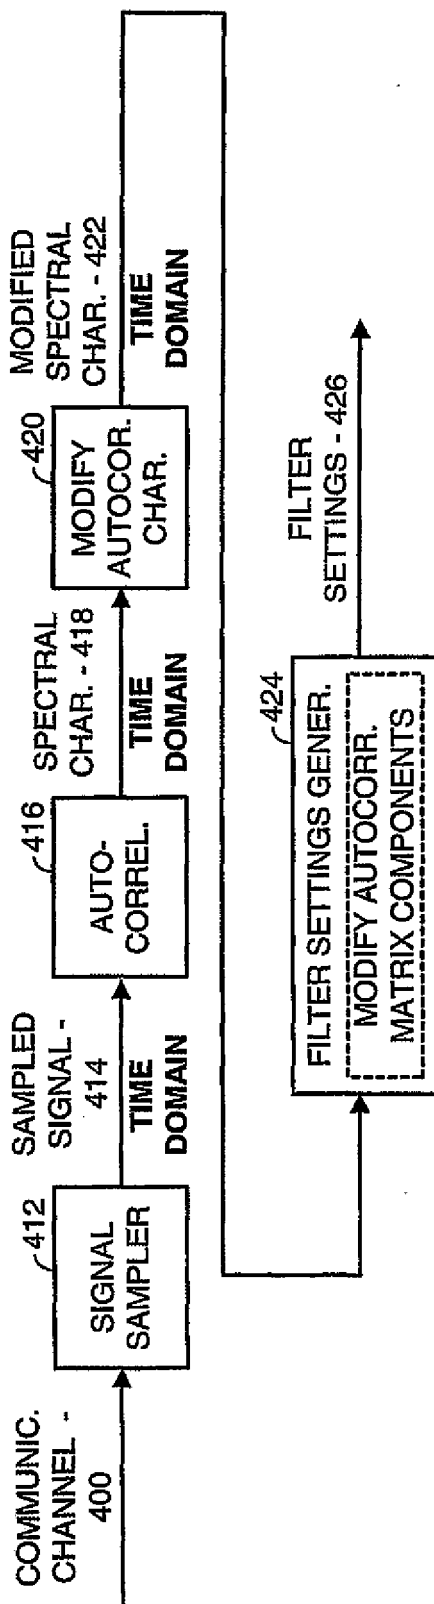 COMMUNIC.
CHANNEL -
400
412
SIGNAL
SAMPLER
SAMPLED
SIGNAL -
414
TIME
DOMAIN
416
AUTO-
CORREL.
SPECTRAL
CHAR. - 418
TIME
DOMAIN
420
MODIFY
AUTOCOR.
CHAR.
MODIFIED
SPECTRAL
CHAR. - 422
TIME
DOMAIN
424
FILTER SETTINGS GENER.
MODIFY AUTOCORR.
MATRIX COMPONENTS
FILTER
SETTINGS - 426